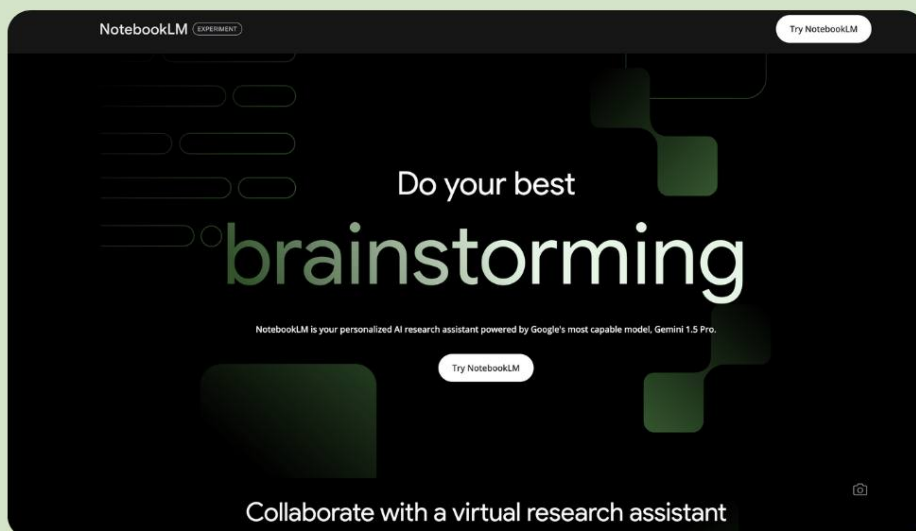 NotebookLM EXPERIMENT
Try NotebookLM
Do your best
brainstorming
NotebookLM is your personalized AI research assistant powered by Google's most capable model, Gemini 1.5 Pro.
Try NotebookLM
Collaborate with a virtual research assistant